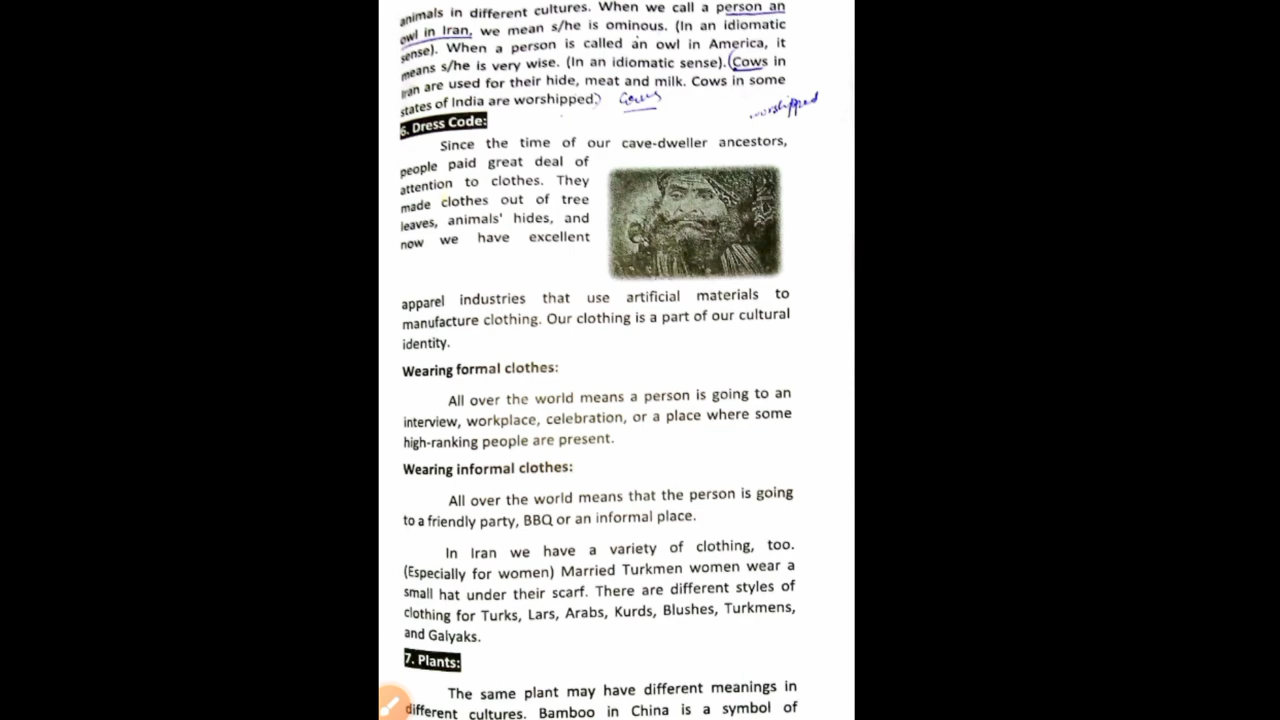 animals in different cultures. When we call a person an
owl in Iran, we mean s/he is ominous. (In an idiomatic
sense). When a person is called an owl in America, it
means s/he is very wise. (In an idiomatic sense). (Cows in
Iran are used for their hide, meat and milk. Cows in some
states of India are worshipped) Cows
worshipped
6. Dress Code:
Since the time of our cave-dweller ancestors,
people paid great deal of
attention to clothes. They
made clothes out of tree
leaves, animals' hides, and
now we have excellent
apparel industries that use artificial materials to
manufacture clothing. Our clothing is a part of our cultural
identity.
Wearing formal clothes:
All over the world means a person is going to an
interview, workplace, celebration, or a place where some
high-ranking people are present.
Wearing informal clothes:
All over the world means that the person is going
to a friendly party, BBQ or an informal place.
In Iran we have a variety of clothing, too.
(Especially for women) Married Turkmen women wear a
small hat under their scarf. There are different styles of
clothing for Turks, Lars, Arabs, Kurds, Blushes, Turkmens,
and Galyaks.
7. Plants:
The same plant may have different meanings in
different cultures. Bamboo in China is a symbol of